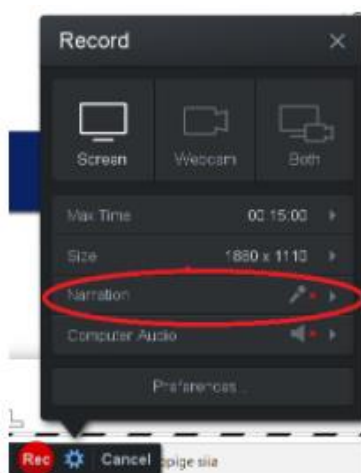 Record
Screen Webcam Both
Max Time 00:15:00
Size 1880 x 1110
Narration
Computer Audio
Preferences...
Rec Cancel